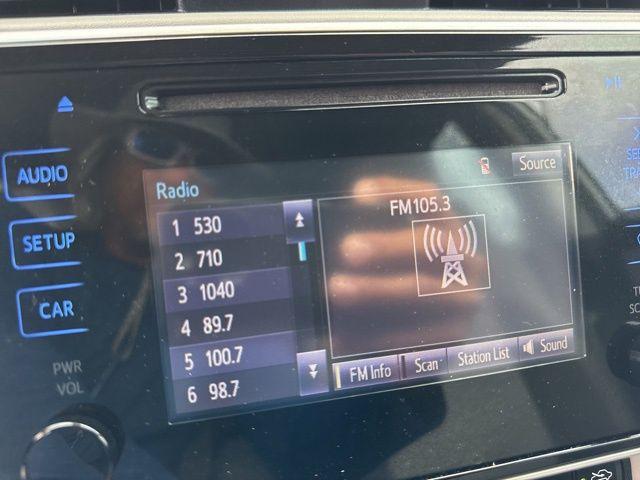 AUDIO
SETUP
CAR
PWR
VOL
Radio
Source
1 530
2 710
3 1040
4 89.7
5 100.7
6 98.7
FM105.3
FM Info
Scan
Station List
Sound